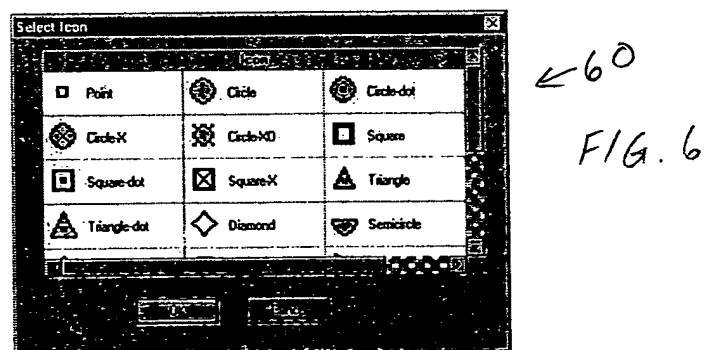 Select Icon
Icon
Point Circle Circle-dot
Circle-X Circle-XO Square
Square-dot Square-X Triangle
Triangle-dot Diamond Semicircle
OK
60
FIG. 6